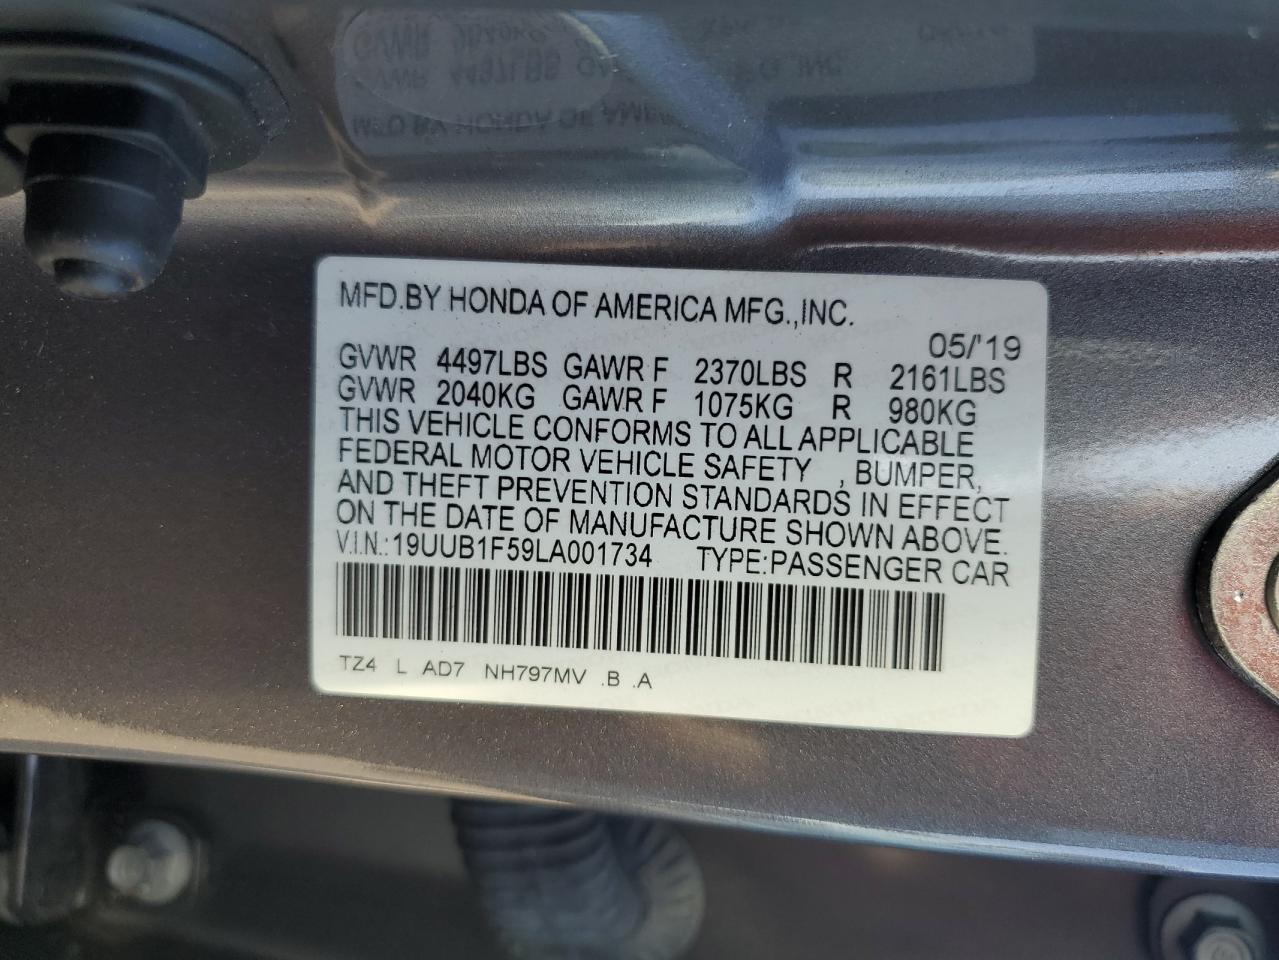 MFD.BY HONDA OF AMERICA MFG.,INC.
05/'19
GVWR 4497LBS GAWR F 2370LBS R 2161LBS
GVWR 2040KG GAWR F 1075KG R 980KG
THIS VEHICLE CONFORMS TO ALL APPLICABLE
FEDERAL MOTOR VEHICLE SAFETY , BUMPER,
AND THEFT PREVENTION STANDARDS IN EFFECT
ON THE DATE OF MANUFACTURE SHOWN ABOVE.
V.I.N.:19UUB1F59LA001734 TYPE:PASSENGER CAR
TZ4 L AD7 NH797MV .B .A